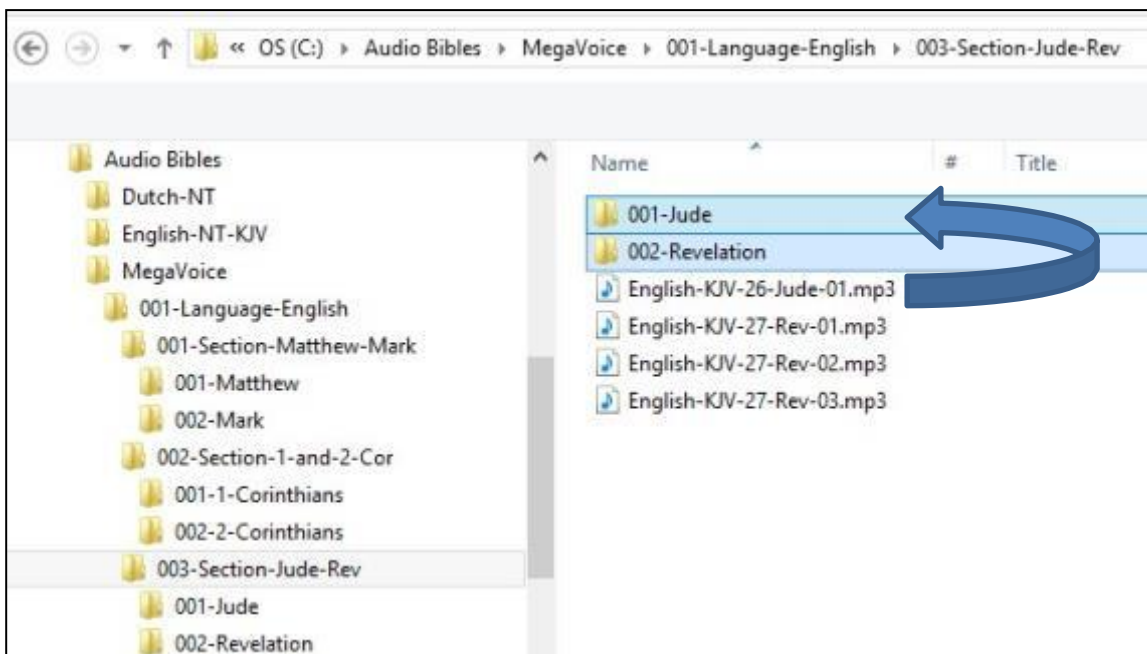 « OS (C:) ▸ Audio Bibles ▸ MegaVoice ▸ 001-Language-English ▸ 003-Section-Jude-Rev
Audio Bibles
Dutch-NT
English-NT-KJV
MegaVoice
001-Language-English
001-Section-Matthew-Mark
001-Matthew
002-Mark
002-Section-1-and-2-Cor
001-1-Corinthians
002-2-Corinthians
003-Section-Jude-Rev
001-Jude
002-Revelation
Name # Title
001-Jude
002-Revelation
English-KJV-26-Jude-01.mp3
English-KJV-27-Rev-01.mp3
English-KJV-27-Rev-02.mp3
English-KJV-27-Rev-03.mp3